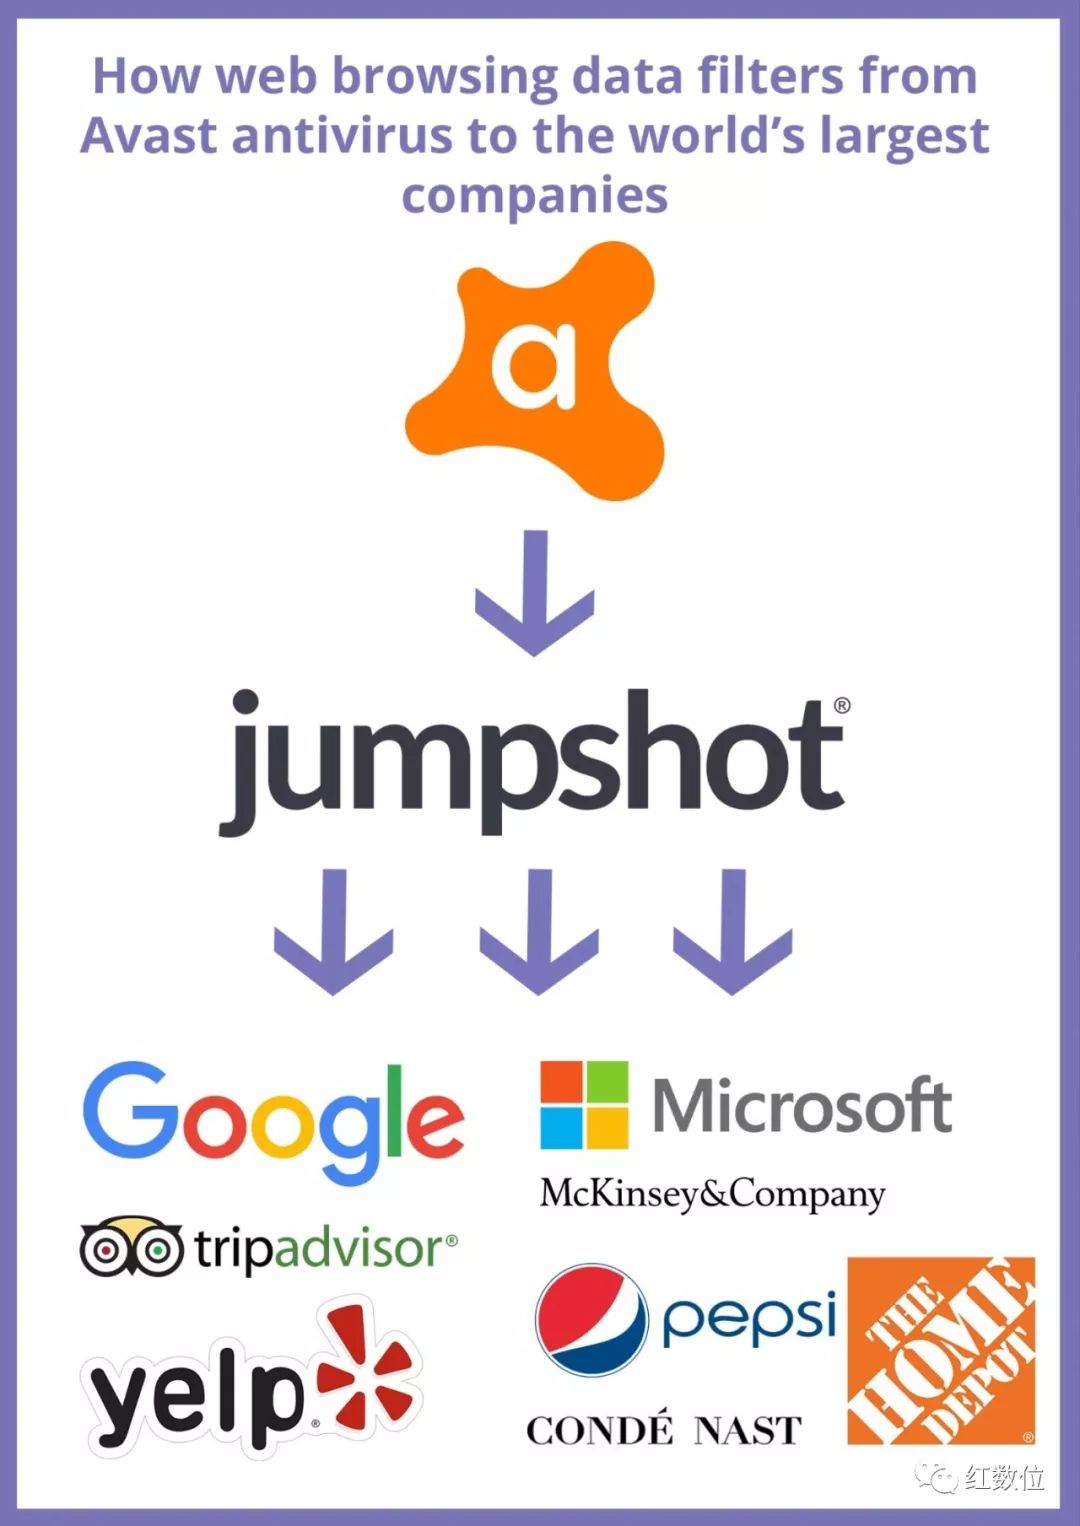 How web browsing data filters from
Avast antivirus to the world's largest
companies
a
jumpshot®
Google
Microsoft
McKinsey&Company
tripadvisor®
pepsi
THE
HOME
DEPOT
®
yelp®
CONDÉ NAST
红数位